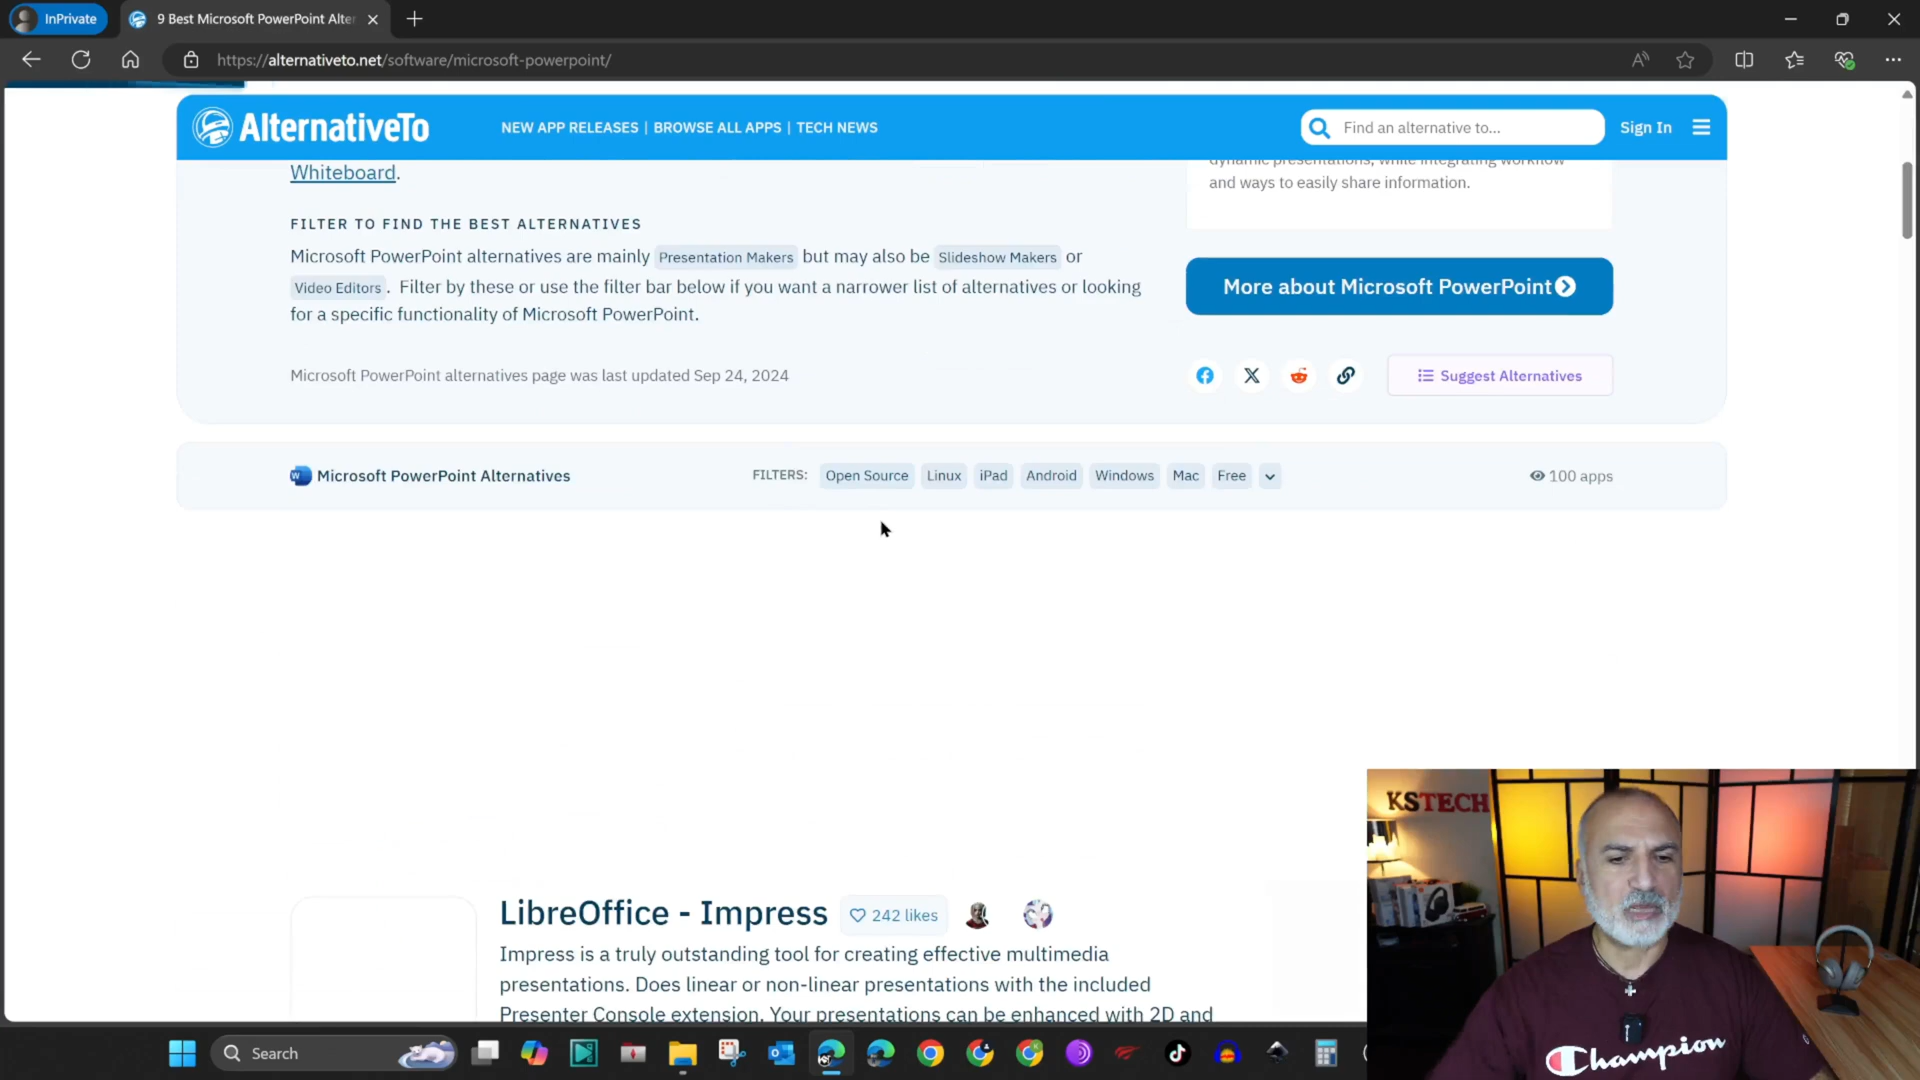 InPrivate
9 Best Microsoft PowerPoint Alter
https://alternativeto.net/software/microsoft-powerpoint/
AlternativeTo
NEW APP RELEASES | BROWSE ALL APPS | TECH NEWS
Find an alternative to...
Sign In
Whiteboard.
dynamic presentations, while integrating workflow
and ways to easily share information.
FILTER TO FIND THE BEST ALTERNATIVES
Microsoft PowerPoint alternatives are mainly Presentation Makers but may also be Slideshow Makers or
Video Editors. Filter by these or use the filter bar below if you want a narrower list of alternatives or looking
for a specific functionality of Microsoft PowerPoint.
More about Microsoft PowerPoint
Microsoft PowerPoint alternatives page was last updated Sep 24, 2024
Suggest Alternatives
Microsoft PowerPoint Alternatives
FILTERS: Open Source Linux iPad Android Windows Mac Free
100 apps
LibreOffice - Impress
242 likes
Impress is a truly outstanding tool for creating effective multimedia
presentations. Does linear or non-linear presentations with the included
Presenter Console extension. Your presentations can be enhanced with 2D and
KSTECH
Champion
Search